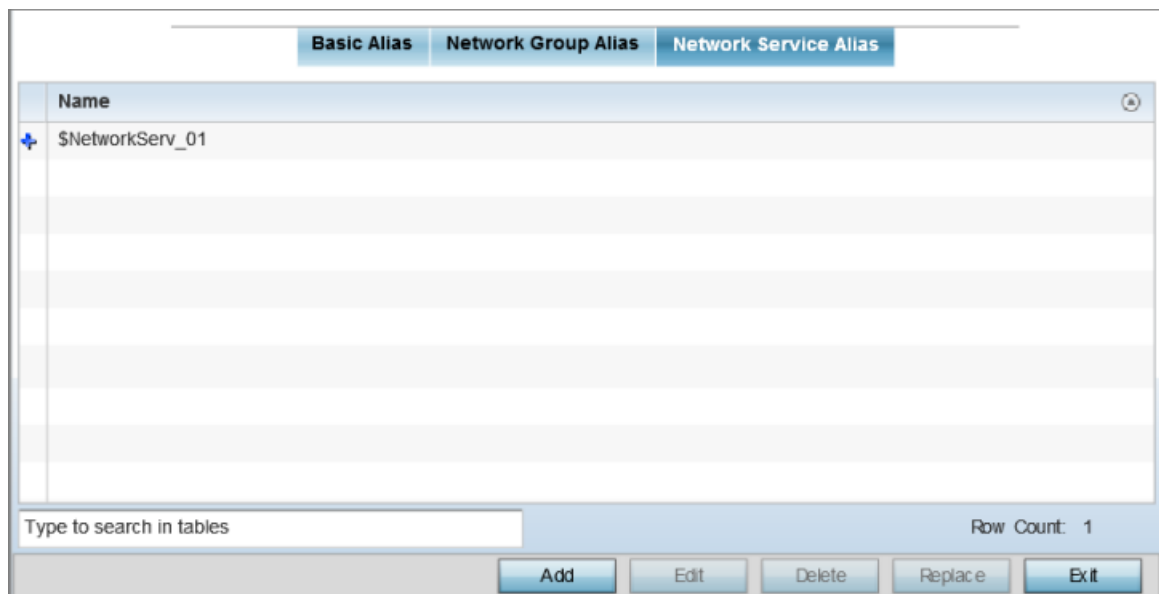 Basic Alias Network Group Alias Network Service Alias
Name
$NetworkServ_01
Type to search in tables Row Count: 1
Add Edit Delete Replace Exit